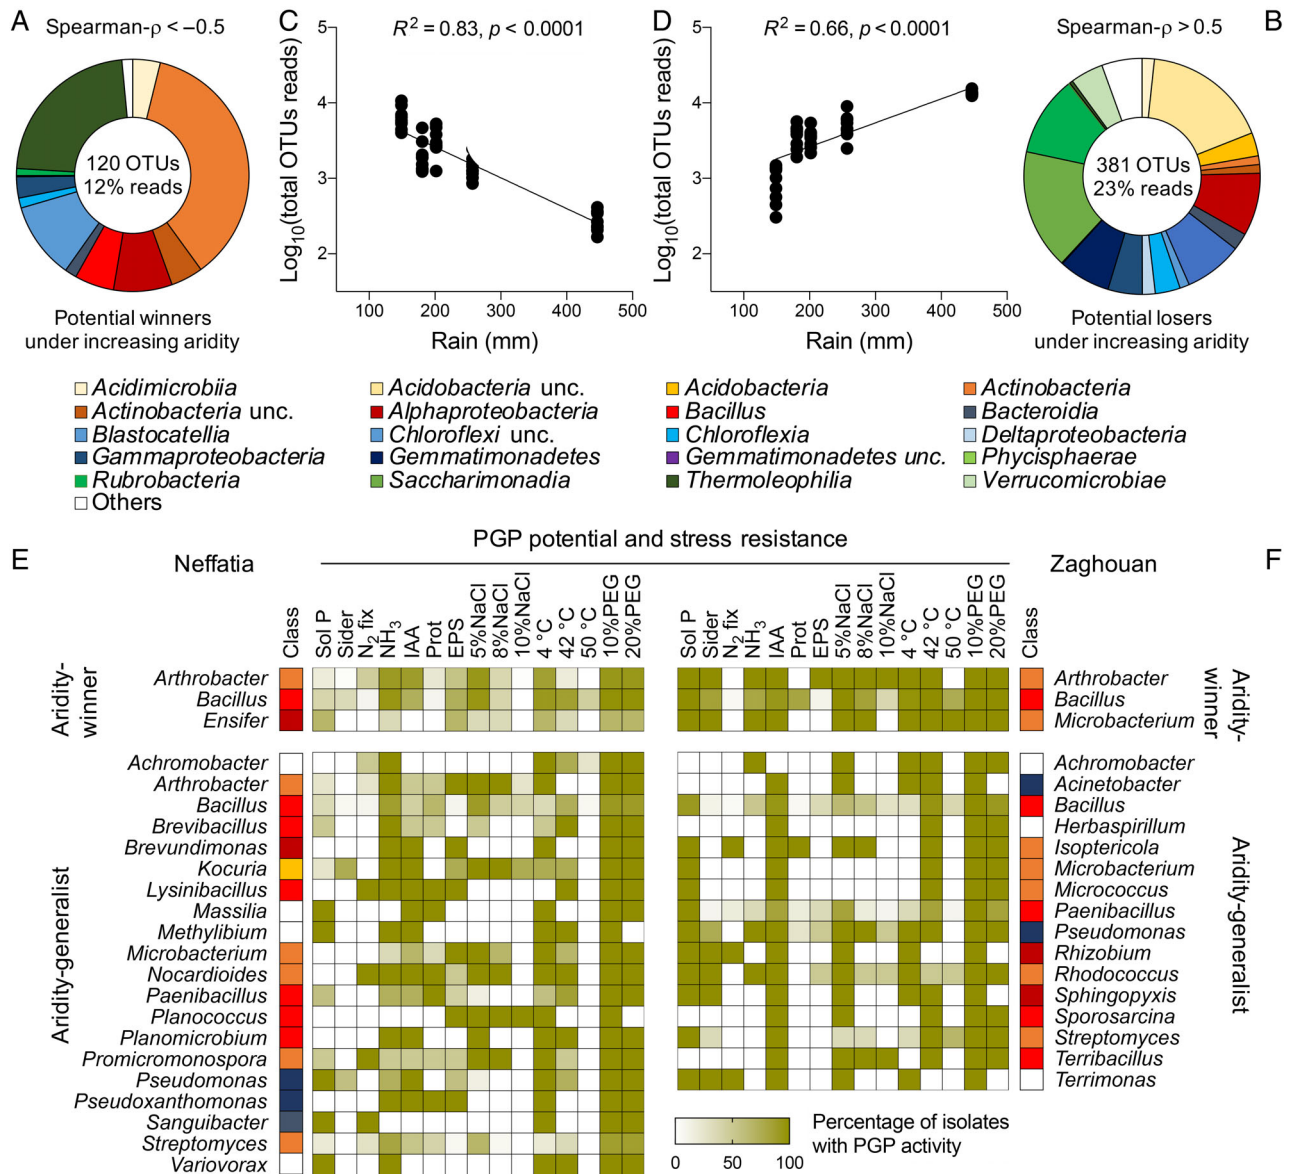 A
Spearman-ρ < −0.5
120 OTUs
12% reads
Potential winners
under increasing aridity
C
R² = 0.83, p < 0.0001
Log₁₀(total OTUs reads)
5
4
3
2
100 200 300 400 500
Rain (mm)
D
R² = 0.66, p < 0.0001
Log₁₀(total OTUs reads)
5
4
3
2
100 200 300 400 500
Rain (mm)
B
Spearman-ρ > 0.5
381 OTUs
23% reads
Potential losers
under increasing aridity
Acidimicrobiia Acidobacteria unc. Acidobacteria Actinobacteria
Actinobacteria unc. Alphaproteobacteria Bacillus Bacteroidia
Blastocatellia Chloroflexi unc. Chloroflexia Deltaproteobacteria
Gammaproteobacteria Gemmatimonadetes Gemmatimonadetes unc. Phycisphaerae
Rubrobacteria Saccharimonadia Thermoleophilia Verrucomicrobiae
Others
PGP potential and stress resistance
E
Neffatia
Class Sol P Sider N₂ fix NH₃ IAA Prot EPS 5%NaCl 8%NaCl 10%NaCl 4 °C 42 °C 50 °C 10%PEG 20%PEG
Aridity-
winner
Arthrobacter
Bacillus
Ensifer
Aridity-generalist
Achromobacter
Arthrobacter
Bacillus
Brevibacillus
Brevundimonas
Kocuria
Lysinibacillus
Massilia
Methylibium
Microbacterium
Nocardioides
Paenibacillus
Planococcus
Planomicrobium
Promicromonospora
Pseudomonas
Pseudoxanthomonas
Sanguibacter
Streptomyces
Variovorax
Zaghouan
F
Sol P Sider N₂ fix NH₃ IAA Prot EPS 5%NaCl 8%NaCl 10%NaCl 4 °C 42 °C 50 °C 10%PEG 20%PEG Class
Arthrobacter
Bacillus
Microbacterium
Aridity-
winner
Achromobacter
Acinetobacter
Bacillus
Herbaspirillum
Isoptericola
Microbacterium
Micrococcus
Paenibacillus
Pseudomonas
Rhizobium
Rhodococcus
Sphingopyxis
Sporosarcina
Streptomyces
Terribacillus
Terrimonas
Aridity-generalist
0 50 100
Percentage of isolates
with PGP activity